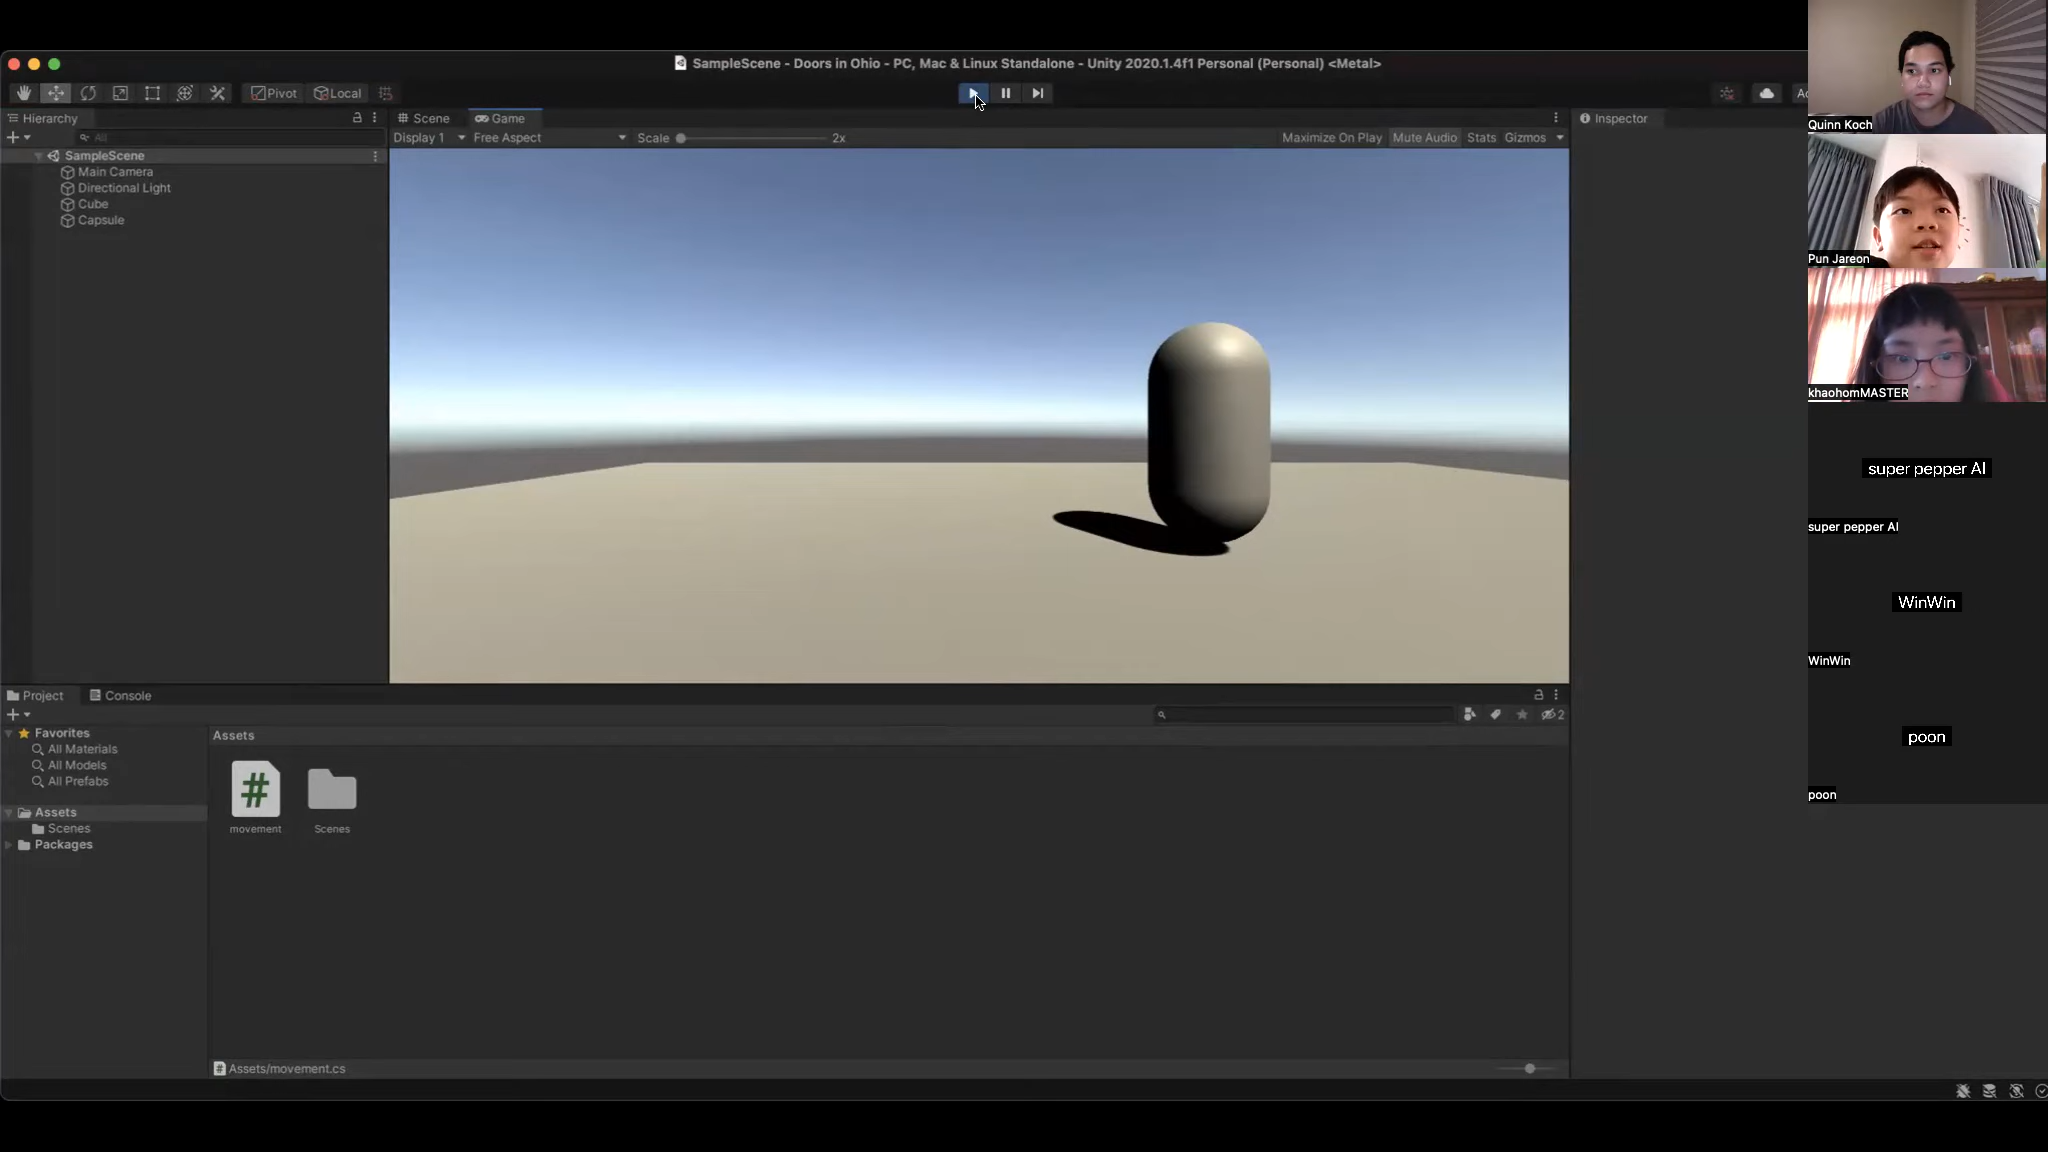 SampleScene - Doors in Ohio - PC, Mac & Linux Standalone - Unity 2020.1.4f1 Personal (Personal) <Metal>
Pivot Local
Hierarchy
All
SampleScene
Main Camera
Directional Light
Cube
Capsule
Scene Game
Display 1 Free Aspect Scale 2x Maximize On Play Mute Audio Stats Gizmos
Inspector
Project Console
2
Favorites
All Materials
All Models
All Prefabs
Assets
Scenes
Packages
Assets
movement Scenes
Assets/movement.cs
Quinn Koch
Pun Jareon
khaohomMASTER
super pepper AI
super pepper AI
WinWin
WinWin
poon
poon